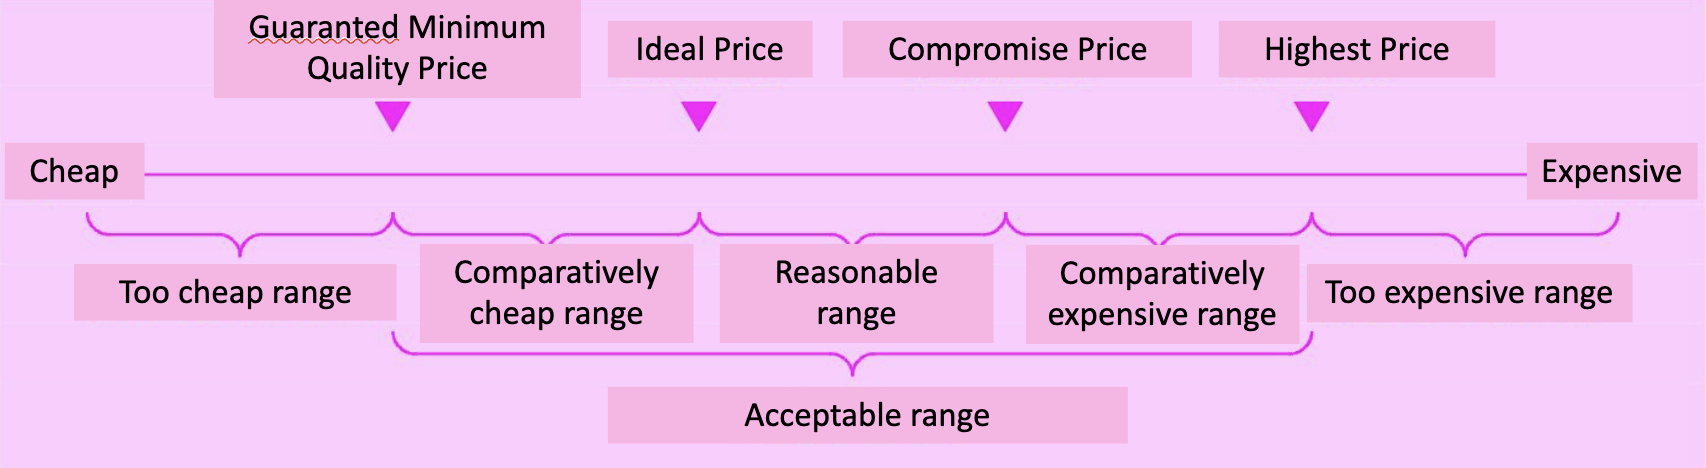 Guaranted Minimum
Quality Price
Ideal Price
Compromise Price
Highest Price
Cheap
Expensive
Too cheap range
Comparatively
cheap range
Reasonable
range
Comparatively
expensive range
Too expensive range
Acceptable range